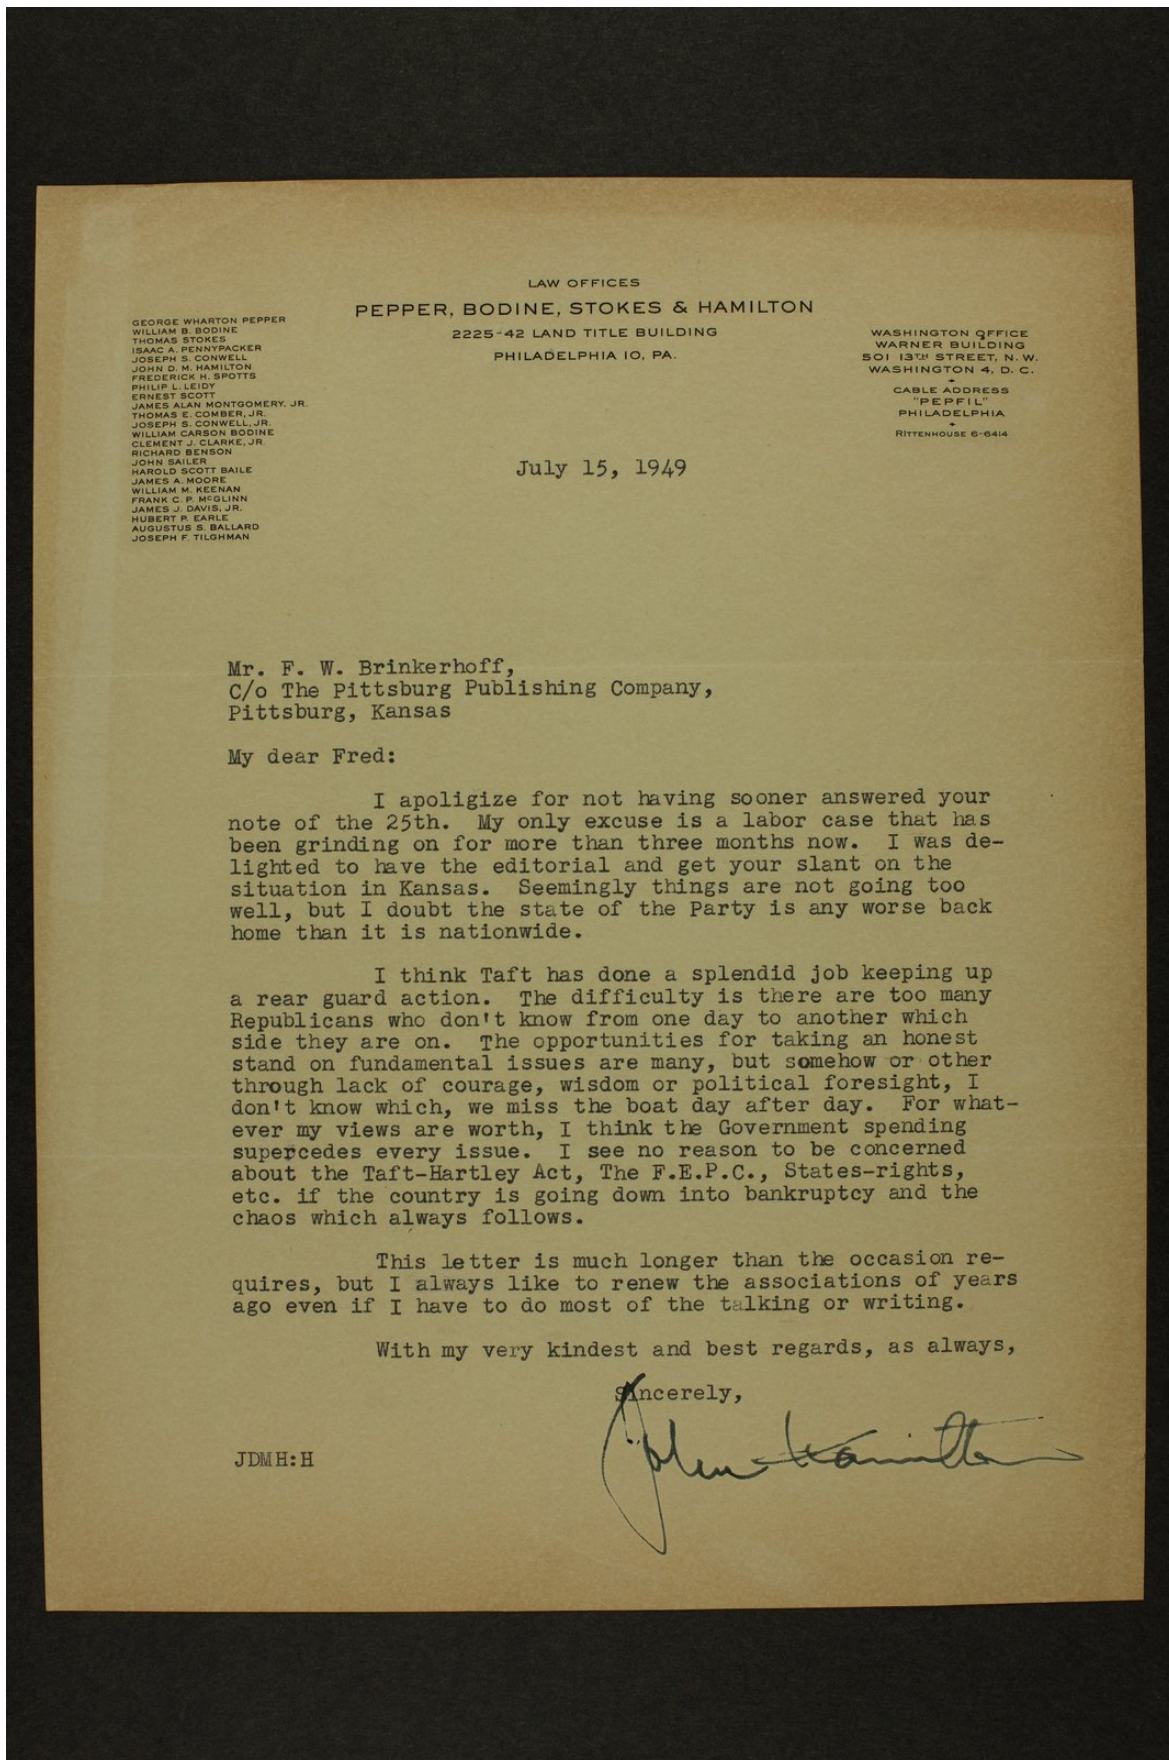 LAW OFFICES
PEPPER, BODINE, STOKES & HAMILTON
2225-42 LAND TITLE BUILDING
PHILADELPHIA 10, PA.
GEORGE WHARTON PEPPER
WILLIAM B. BODINE
THOMAS STOKES
ISAAC A. PENNYPACKER
JOSEPH S. CONWELL
JOHN D. M. HAMILTON
FREDERICK H. SPOTTS
PHILIP L. LEIDY
ERNEST SCOTT
JAMES ALAN MONTGOMERY, JR.
THOMAS E. COMBER, JR.
JOSEPH S. CONWELL, JR.
WILLIAM CARSON BODINE
CLEMENT J. CLARKE, JR.
RICHARD BENSON
JOHN SAILER
HAROLD SCOTT BAILE
JAMES A. MOORE
WILLIAM M. KEENAN
FRANK C. P. McGLINN
JAMES J. DAVIS, JR.
HUBERT P. EARLE
AUGUSTUS S. BALLARD
JOSEPH F. TILGHMAN
WASHINGTON OFFICE
WARNER BUILDING
501 13TH STREET, N. W.
WASHINGTON 4, D. C.
CABLE ADDRESS
"PEPFIL"
PHILADELPHIA
RITTENHOUSE 6-6414
July 15, 1949
Mr. F. W. Brinkerhoff,
C/o The Pittsburg Publishing Company,
Pittsburg, Kansas
My dear Fred:
I apoligize for not having sooner answered your
note of the 25th. My only excuse is a labor case that has
been grinding on for more than three months now. I was de-
lighted to have the editorial and get your slant on the
situation in Kansas. Seemingly things are not going too
well, but I doubt the state of the Party is any worse back
home than it is nationwide.
I think Taft has done a splendid job keeping up
a rear guard action. The difficulty is there are too many
Republicans who don't know from one day to another which
side they are on. The opportunities for taking an honest
stand on fundamental issues are many, but somehow or other
through lack of courage, wisdom or political foresight, I
don't know which, we miss the boat day after day. For what-
ever my views are worth, I think the Government spending
supercedes every issue. I see no reason to be concerned
about the Taft-Hartley Act, The F.E.P.C., States-rights,
etc. if the country is going down into bankruptcy and the
chaos which always follows.
This letter is much longer than the occasion re-
quires, but I always like to renew the associations of years
ago even if I have to do most of the talking or writing.
With my very kindest and best regards, as always,
Sincerely,
John Hamilton
JDMH:H